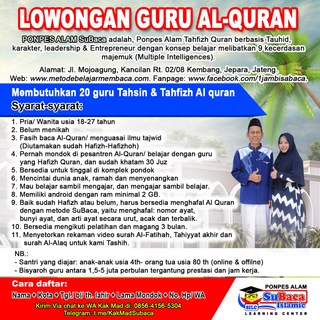 LOWONGAN GURU AL-QURAN
PONPES ALAM SuBaca adalah, Ponpes Alam Tahfizh Quran berbasis Tauhid,
karakter, leadership & Entrepreneur dengan konsep belajar melibatkan 9 kecerdasan
majemuk (Multiple Intelligences).
Alamat: Jl. Mojoagung, Kancilan Rt. 02/08 Kembang, Jepara, Jateng.
Web: www.metodebelajarmembaca.com. Fanpage: www.facebook.com/1jambisabaca.
Membutuhkan 20 guru Tahsin & Tahfizh Al quran
Syarat-syarat:
1. Pria/ Wanita usia 18-27 tahun
2. Belum menikah
3. Fasih baca Al-Quran/ menguasai ilmu tajwid
(Diutamakan sudah Hafizh-Hafizhoh)
4. Pernah mondok di pesantren Al-Quran/ belajar dengan guru
yang Hafizh Quran, dan sudah khatam 30 Juz
5. Bersedia untuk tinggal di komplek pondok
6. Mencintai dunia anak, ramah dan menyenangkan
7. Mau belajar sambil mengajar, dan mengajar sambil belajar.
8. Memiliki android dengan ram minimal 2 GB.
9. Baik sudah Hafizh atau belum, harus bersedia menghafal Al Quran
dengan metode SuBaca, yaitu menghafal: nomor ayat,
bunyi ayat, dan arti ayat secara urut, acak dan terbalik.
10. Bersedia mengikuti pelatihan dan magang 3 bulan.
11. Menyetorkan rekaman video surah Al-Fatihah, Tahiyyat akhir dan
surah Al-Alaq untuk kami Tashih.
NB.:
- Santri yang diajar: anak-anak usia 4th- orang tua usia 80 th (online & offline)
- Bisyaroh guru antara 1,5-5 juta perbulan tergantung prestasi dan jam kerja.
Cara daftar:
Nama • Kota • Tgl / bil th. lahir • Lama Mondok • No. Hp/ WA
Kirim Via chat ke WA Kak Mad di: 0856-4156-5304
Telegram: t.me/KakMadSubaca
PONPES ALAM
SuBaca
Islamic
LEARNING CENTER